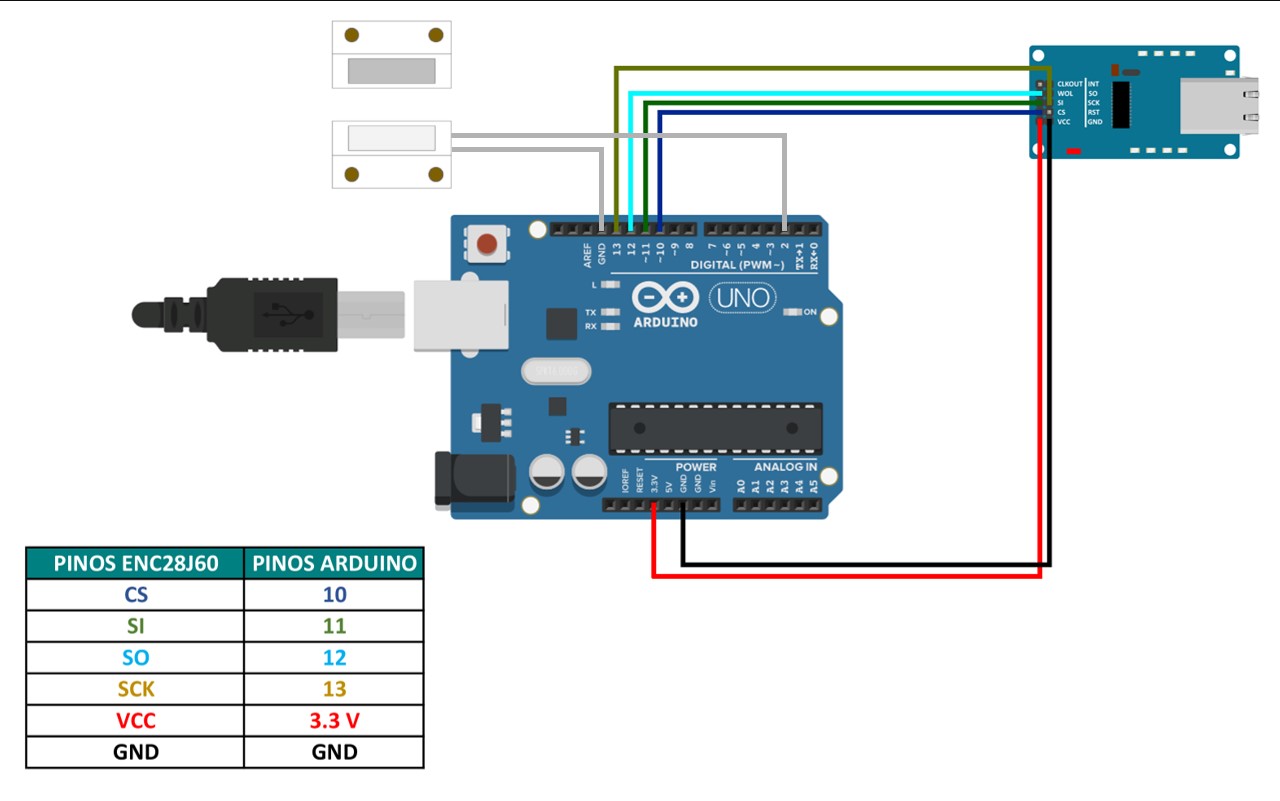 CLKOUT INT
WOL SO
SI SCK
CS RST
VCC GND
AREF
GND
13
12
~11
~10
~9
8
7
~6
~5
4
~3
2
TX→1
RX←0
DIGITAL (PWM~)
L
TX
RX
ARDUINO
UNO
ON
POWER
ANALOG IN
IOREF
RESET
3.3V
5V
GND
GND
Vin
A0
A1
A2
A3
A4
A5
PINOS ENC28J60 PINOS ARDUINO
CS 10
SI 11
SO 12
SCK 13
VCC 3.3 V
GND GND